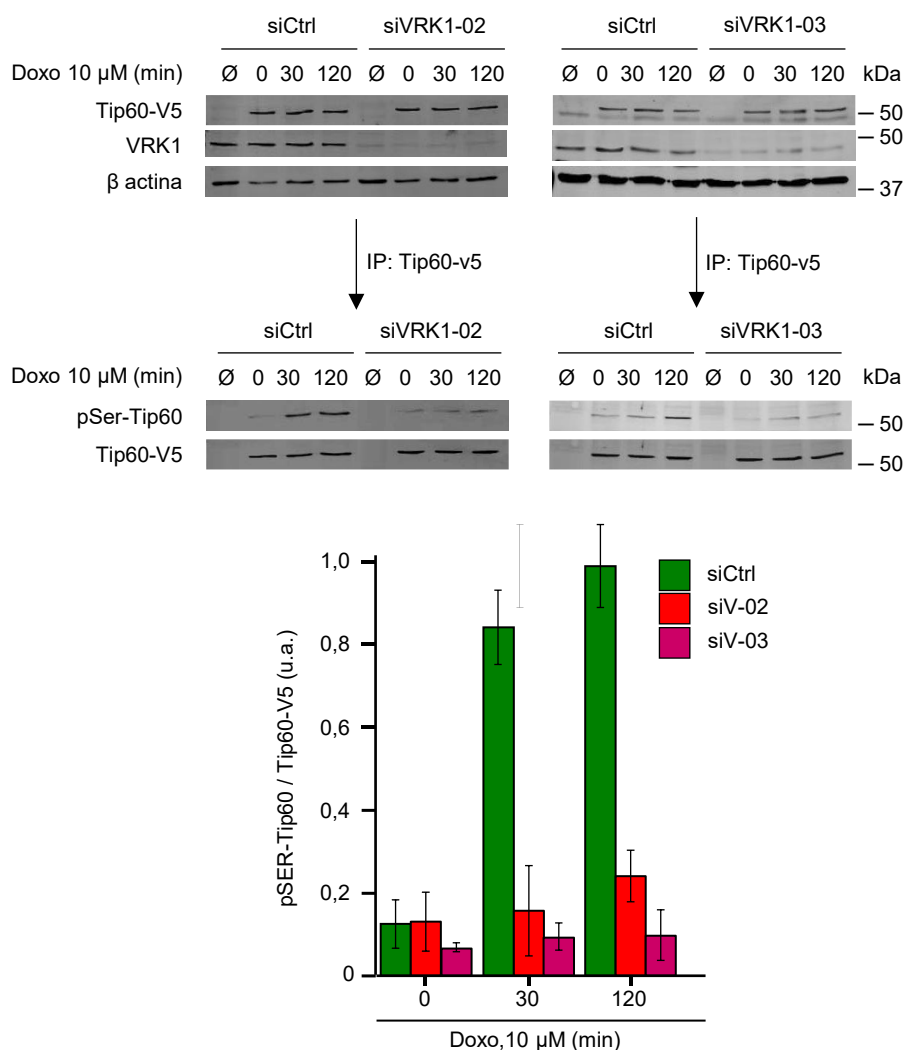 siCtrl siVRK1-02 siCtrl siVRK1-03
Doxo 10 µM (min) Ø 0 30 120 Ø 0 30 120 Ø 0 30 120 Ø 0 30 120 kDa
Tip60-V5 50
VRK1 50
β actina 37
IP: Tip60-v5 IP: Tip60-v5
siCtrl siVRK1-02 siCtrl siVRK1-03
Doxo 10 µM (min) Ø 0 30 120 Ø 0 30 120 Ø 0 30 120 Ø 0 30 120 kDa
pSer-Tip60 50
Tip60-V5 50
pSER-Tip60 / Tip60-V5 (u.a.)
1,0
0,8
0,6
0,4
0,2
0
siCtrl
siV-02
siV-03
0 30 120
Doxo,10 µM (min)